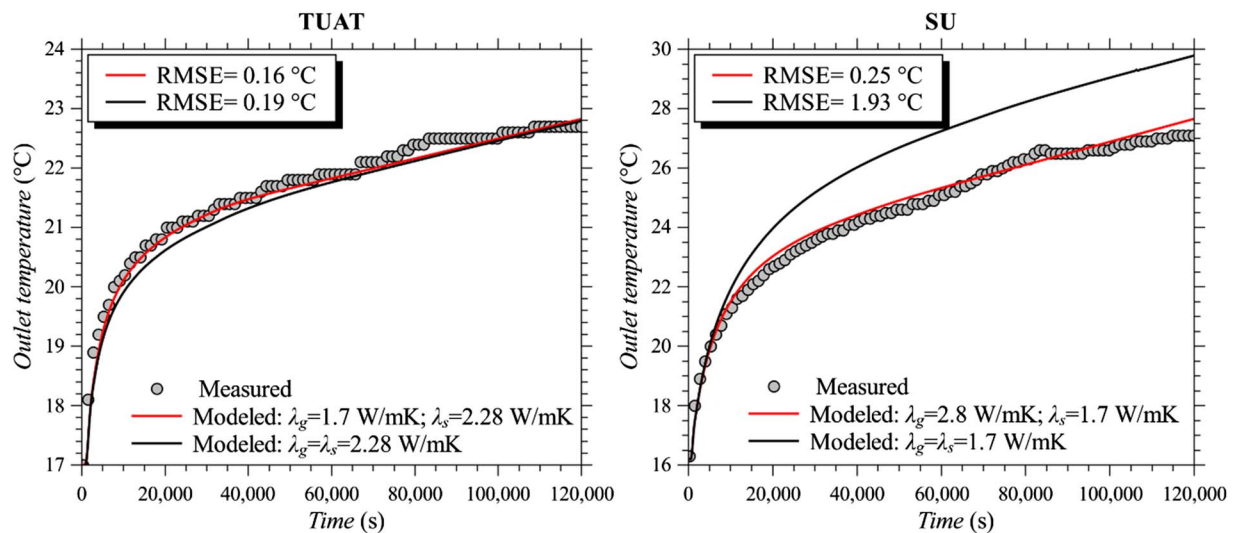 TUAT
24
23
22
21
20
19
18
17
Outlet temperature (°C)
RMSE= 0.16 °C
RMSE= 0.19 °C
Measured
Modeled: λg=1.7 W/mK; λs=2.28 W/mK
Modeled: λg=λs=2.28 W/mK
0 20,000 40,000 60,000 80,000 100,000 120,000
Time (s)
SU
30
28
26
24
22
20
18
16
Outlet temperature (°C)
RMSE= 0.25 °C
RMSE= 1.93 °C
Measured
Modeled: λg=2.8 W/mK; λs=1.7 W/mK
Modeled: λg=λs=1.7 W/mK
0 20,000 40,000 60,000 80,000 100,000 120,000
Time (s)